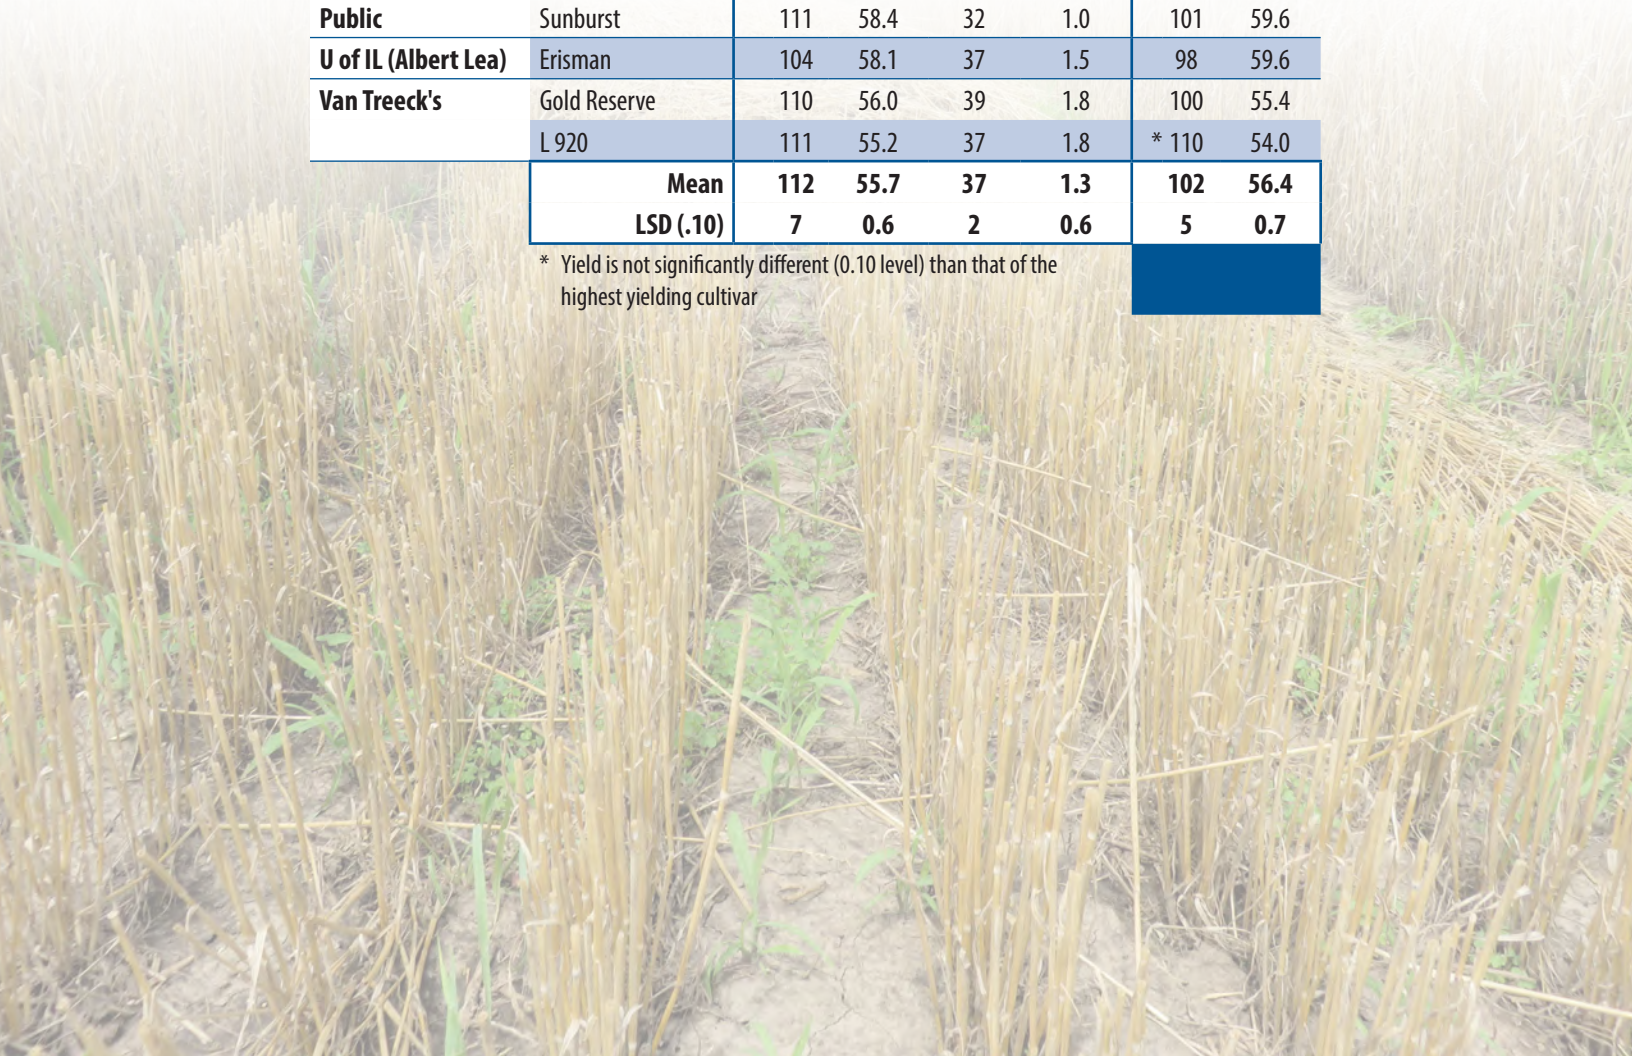 Public Sunburst 111 58.4 32 1.0 101 59.6
U of IL (Albert Lea) Erisman 104 58.1 37 1.5 98 59.6
Van Treeck's Gold Reserve 110 56.0 39 1.8 100 55.4
L 920 111 55.2 37 1.8 * 110 54.0
Mean 112 55.7 37 1.3 102 56.4
LSD (.10) 7 0.6 2 0.6 5 0.7
* Yield is not significantly different (0.10 level) than that of the
highest yielding cultivar